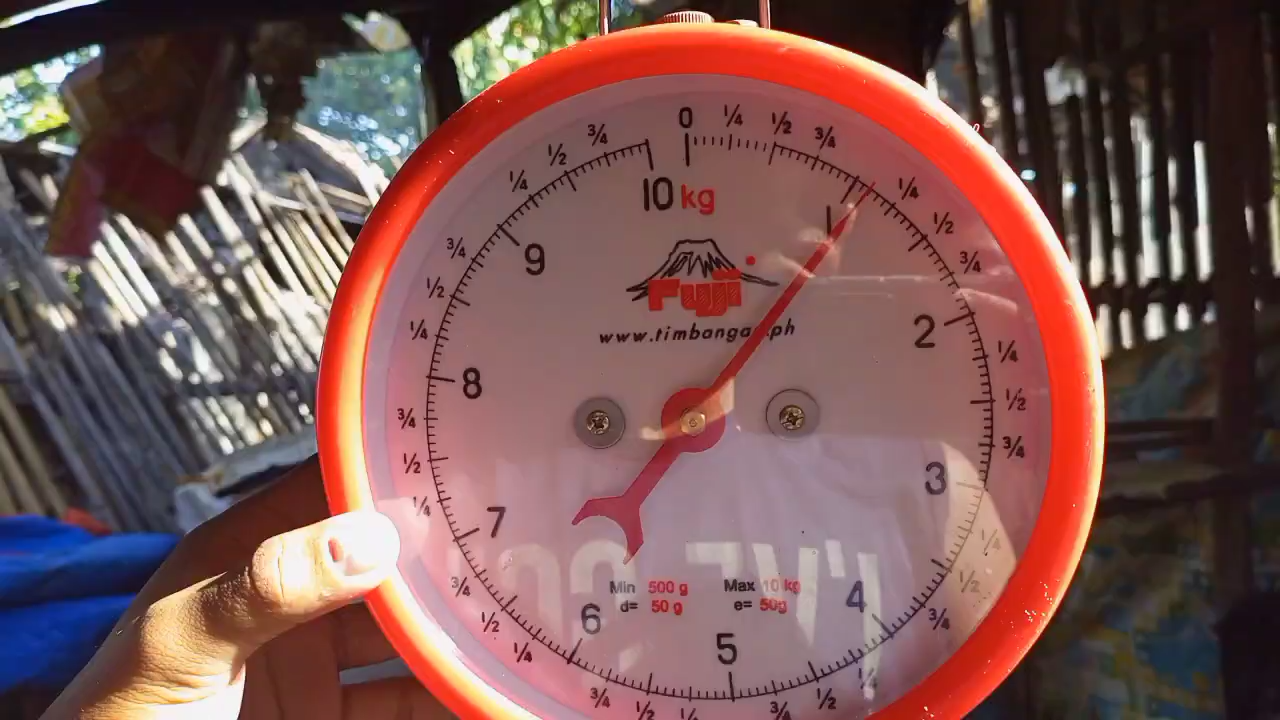 0 ¼ ½ ¾
1 ¼ ½ ¾
2 ¼ ½ ¾
3 ¼ ½ ¾
4 ¼ ½ ¾
5 ¼ ½ ¾
6 ¼ ½ ¾
7 ¼ ½ ¾
8 ¼ ½ ¾
9 ¼ ½ ¾
10 kg
Fuji
www.timbangan.ph
Min 500 g Max 10 kg
d= 50 g e= 50g